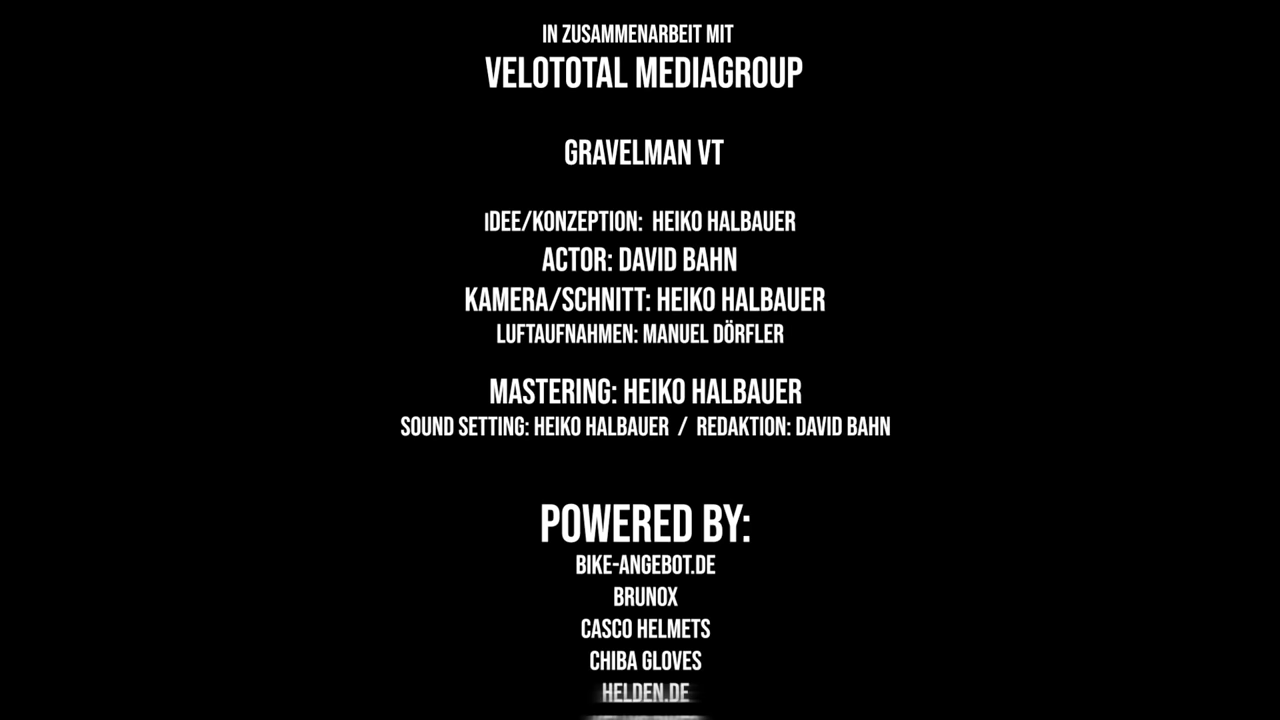 IN ZUSAMMENARBEIT MIT
VELOTOTAL MEDIAGROUP
GRAVELMAN VT
IDEE/KONZEPTION: HEIKO HALBAUER
ACTOR: DAVID BAHN
KAMERA/SCHNITT: HEIKO HALBAUER
LUFTAUFNAHMEN: MANUEL DÖRFLER
MASTERING: HEIKO HALBAUER
SOUND SETTING: HEIKO HALBAUER / REDAKTION: DAVID BAHN
POWERED BY:
BIKE-ANGEBOT.DE
BRUNOX
CASCO HELMETS
CHIBA GLOVES
HELDEN.DE